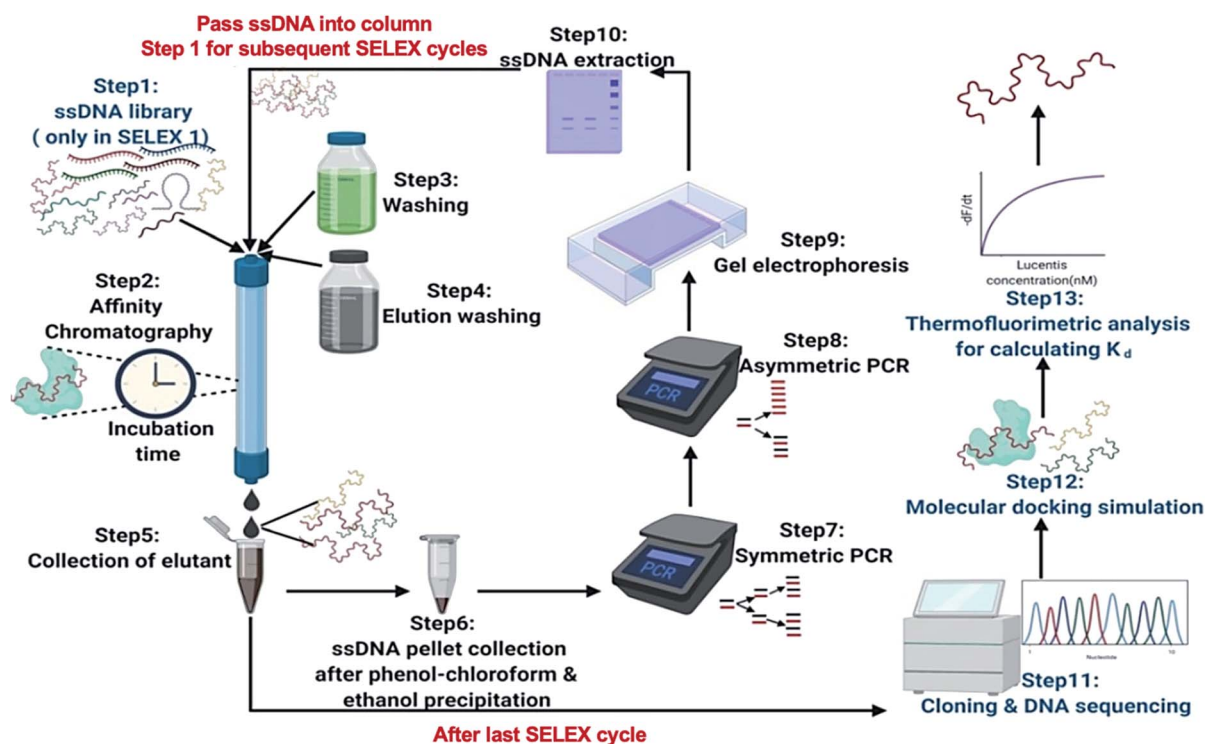 Pass ssDNA into column
Step 1 for subsequent SELEX cycles
Step1:
ssDNA library
( only in SELEX 1)
Step2:
Affinity
Chromatography
Incubation
time
Step3:
Washing
Step4:
Elution washing
Step5:
Collection of elutant
Step6:
ssDNA pellet collection
after phenol-chloroform &
ethanol precipitation
PCR
Step7:
Symmetric PCR
PCR
Step8:
Asymmetric PCR
Step9:
Gel electrophoresis
Step10:
ssDNA extraction
After last SELEX cycle
1
10
Nucleotide
Step11:
Cloning & DNA sequencing
Step12:
Molecular docking simulation
-dF/dt
Lucentis
concentration(nM)
Step13:
Thermofluorimetric analysis
for calculating Kd